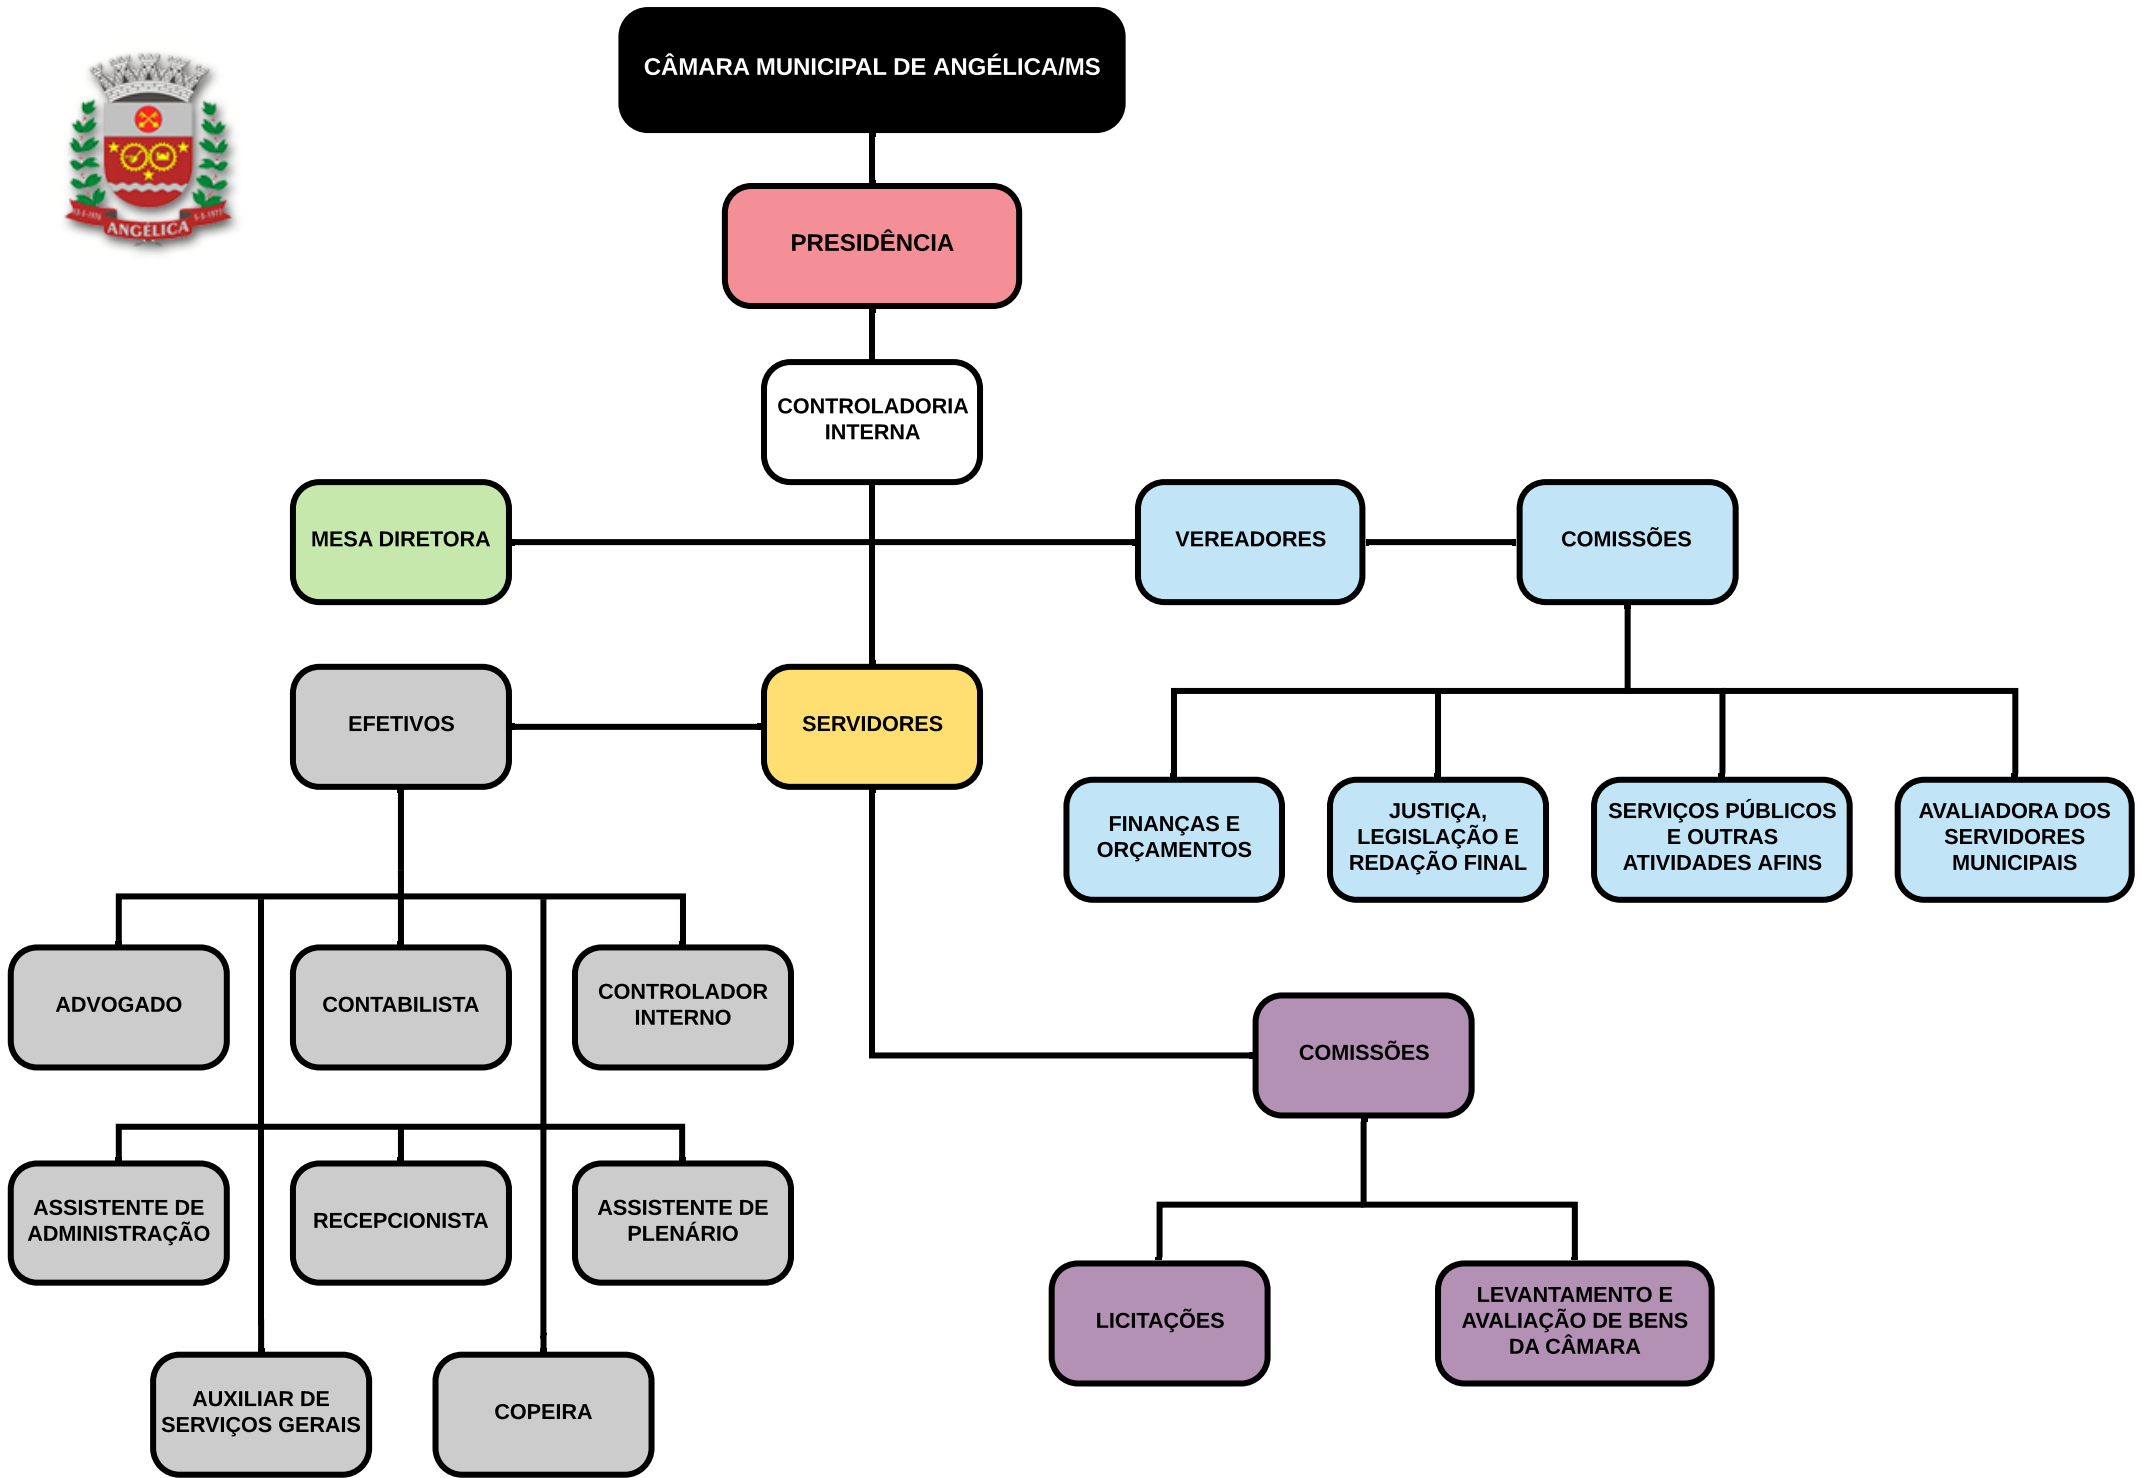 CÂMARA MUNICIPAL DE ANGÉLICA/MS
ANGÉLICA
PRESIDÊNCIA
CONTROLADORIA
INTERNA
MESA DIRETORA
VEREADORES
COMISSÕES
EFETIVOS
SERVIDORES
FINANÇAS E
ORÇAMENTOS
JUSTIÇA,
LEGISLAÇÃO E
REDAÇÃO FINAL
SERVIÇOS PÚBLICOS
E OUTRAS
ATIVIDADES AFINS
AVALIADORA DOS
SERVIDORES
MUNICIPAIS
ADVOGADO
CONTABILISTA
CONTROLADOR
INTERNO
COMISSÕES
ASSISTENTE DE
ADMINISTRAÇÃO
RECEPCIONISTA
ASSISTENTE DE
PLENÁRIO
LICITAÇÕES
LEVANTAMENTO E
AVALIAÇÃO DE BENS
DA CÂMARA
AUXILIAR DE
SERVIÇOS GERAIS
COPEIRA